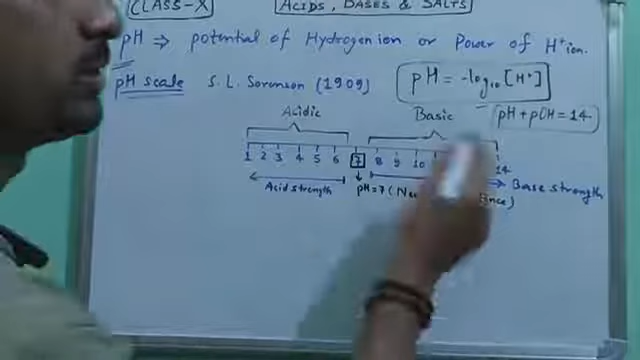 CLASS-X ACIDS, BASES & SALTS
pH ⇒ potential of Hydrogen ion or Power of H⁺ ion.
pH scale S. L. Sorenson (1909) pH = -log₁₀ [H⁺]
Acidic Basic pH + pOH = 14
1 2 3 4 5 6 7 8 9 10 14
Acid strength pH = 7 Base strength